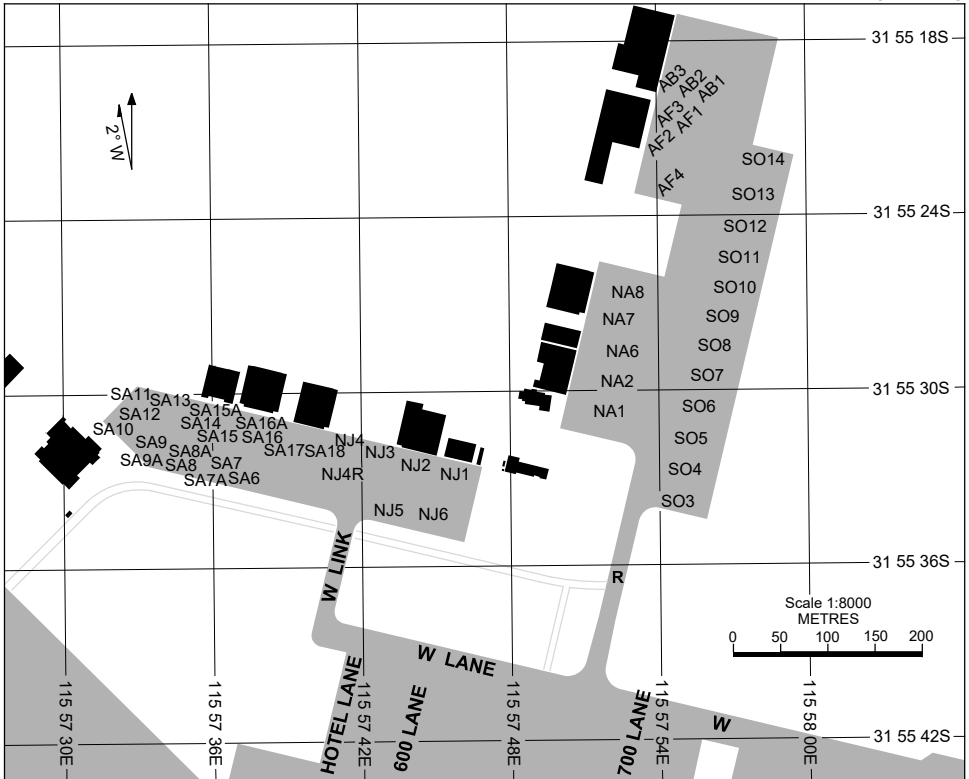 31 55 18S
AB3
AB2
AB1
AF3
AF1
AF2
AF4
2° W
SO14
SO13
31 55 24S
SO12
SO11
SO10
NA8
SO9
NA7
SO8
NA6
SO7
NA2
31 55 30S
SO6
NA1
SO5
SO4
SO3
SA11
SA13
SA12
SA15A
SA10
SA14
SA16A
SA9
SA15
SA16
SA8A
SA17
SA18
SA9A
SA8
SA7
SA7A
SA6
NJ4
NJ3
NJ4R
NJ2
NJ1
NJ5
NJ6
W LINK
R
31 55 36S
Scale 1:8000
METRES
0 50 100 150 200
W LANE
HOTEL LANE
600 LANE
700 LANE
W
31 55 42S
115 57 30E
115 57 36E
115 57 42E
115 57 48E
115 57 54E
115 58 00E